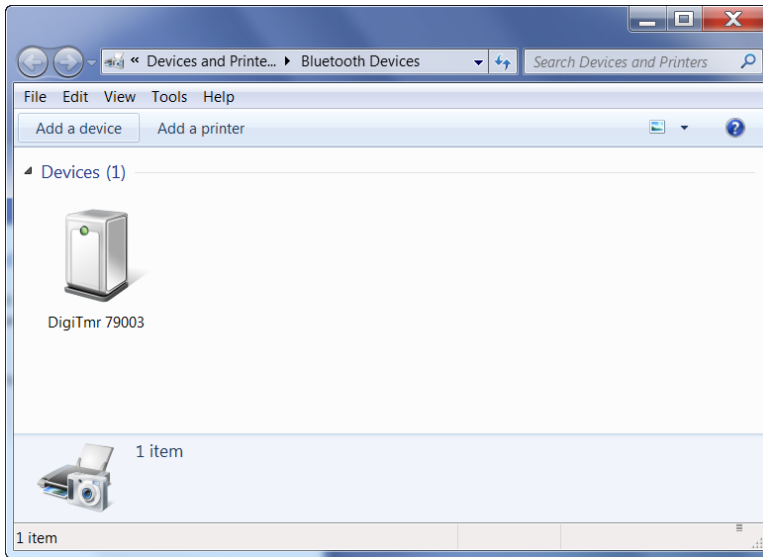 « Devices and Printe... Bluetooth Devices Search Devices and Printers
File Edit View Tools Help
Add a device Add a printer
Devices (1)
DigiTmr 79003
1 item
1 item